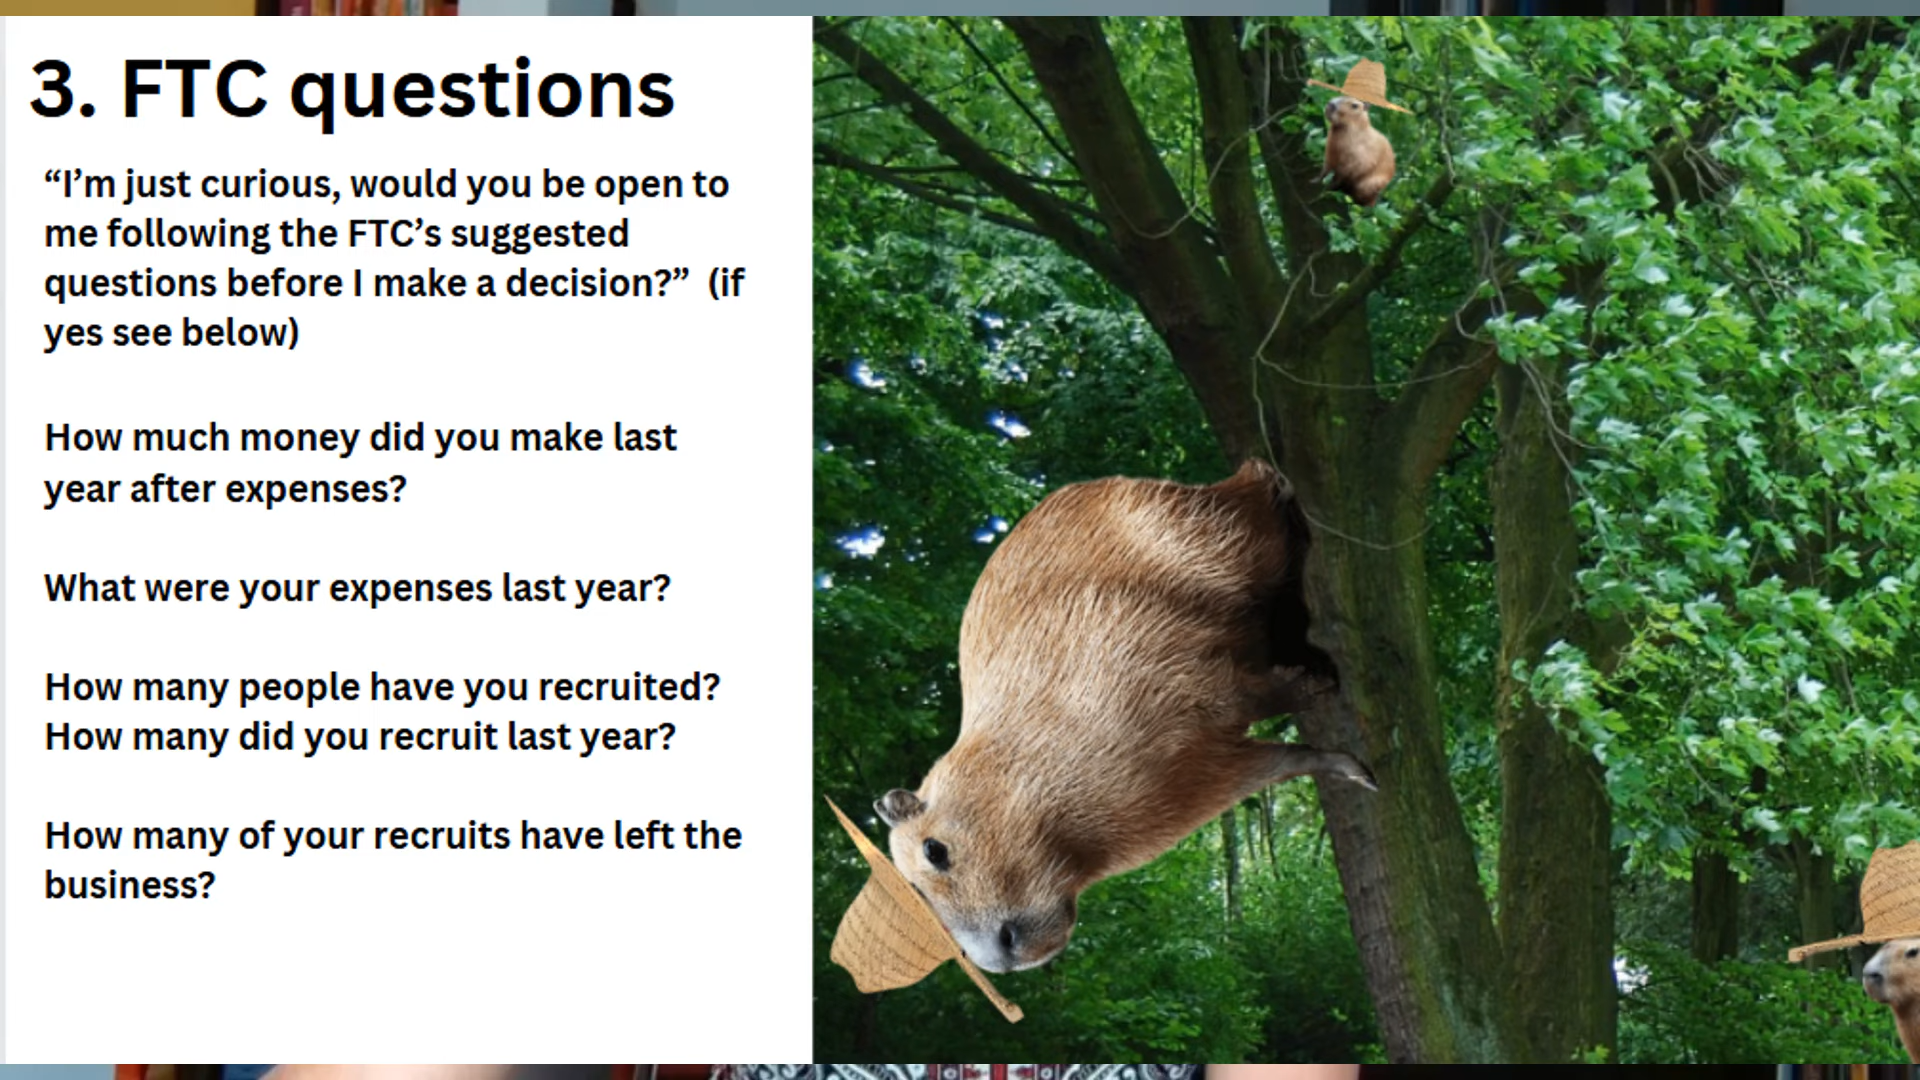 3. FTC questions
“I’m just curious, would you be open to
me following the FTC’s suggested
questions before I make a decision?”  (if
yes see below)
How much money did you make last
year after expenses?
What were your expenses last year?
How many people have you recruited?
How many did you recruit last year?
How many of your recruits have left the
business?